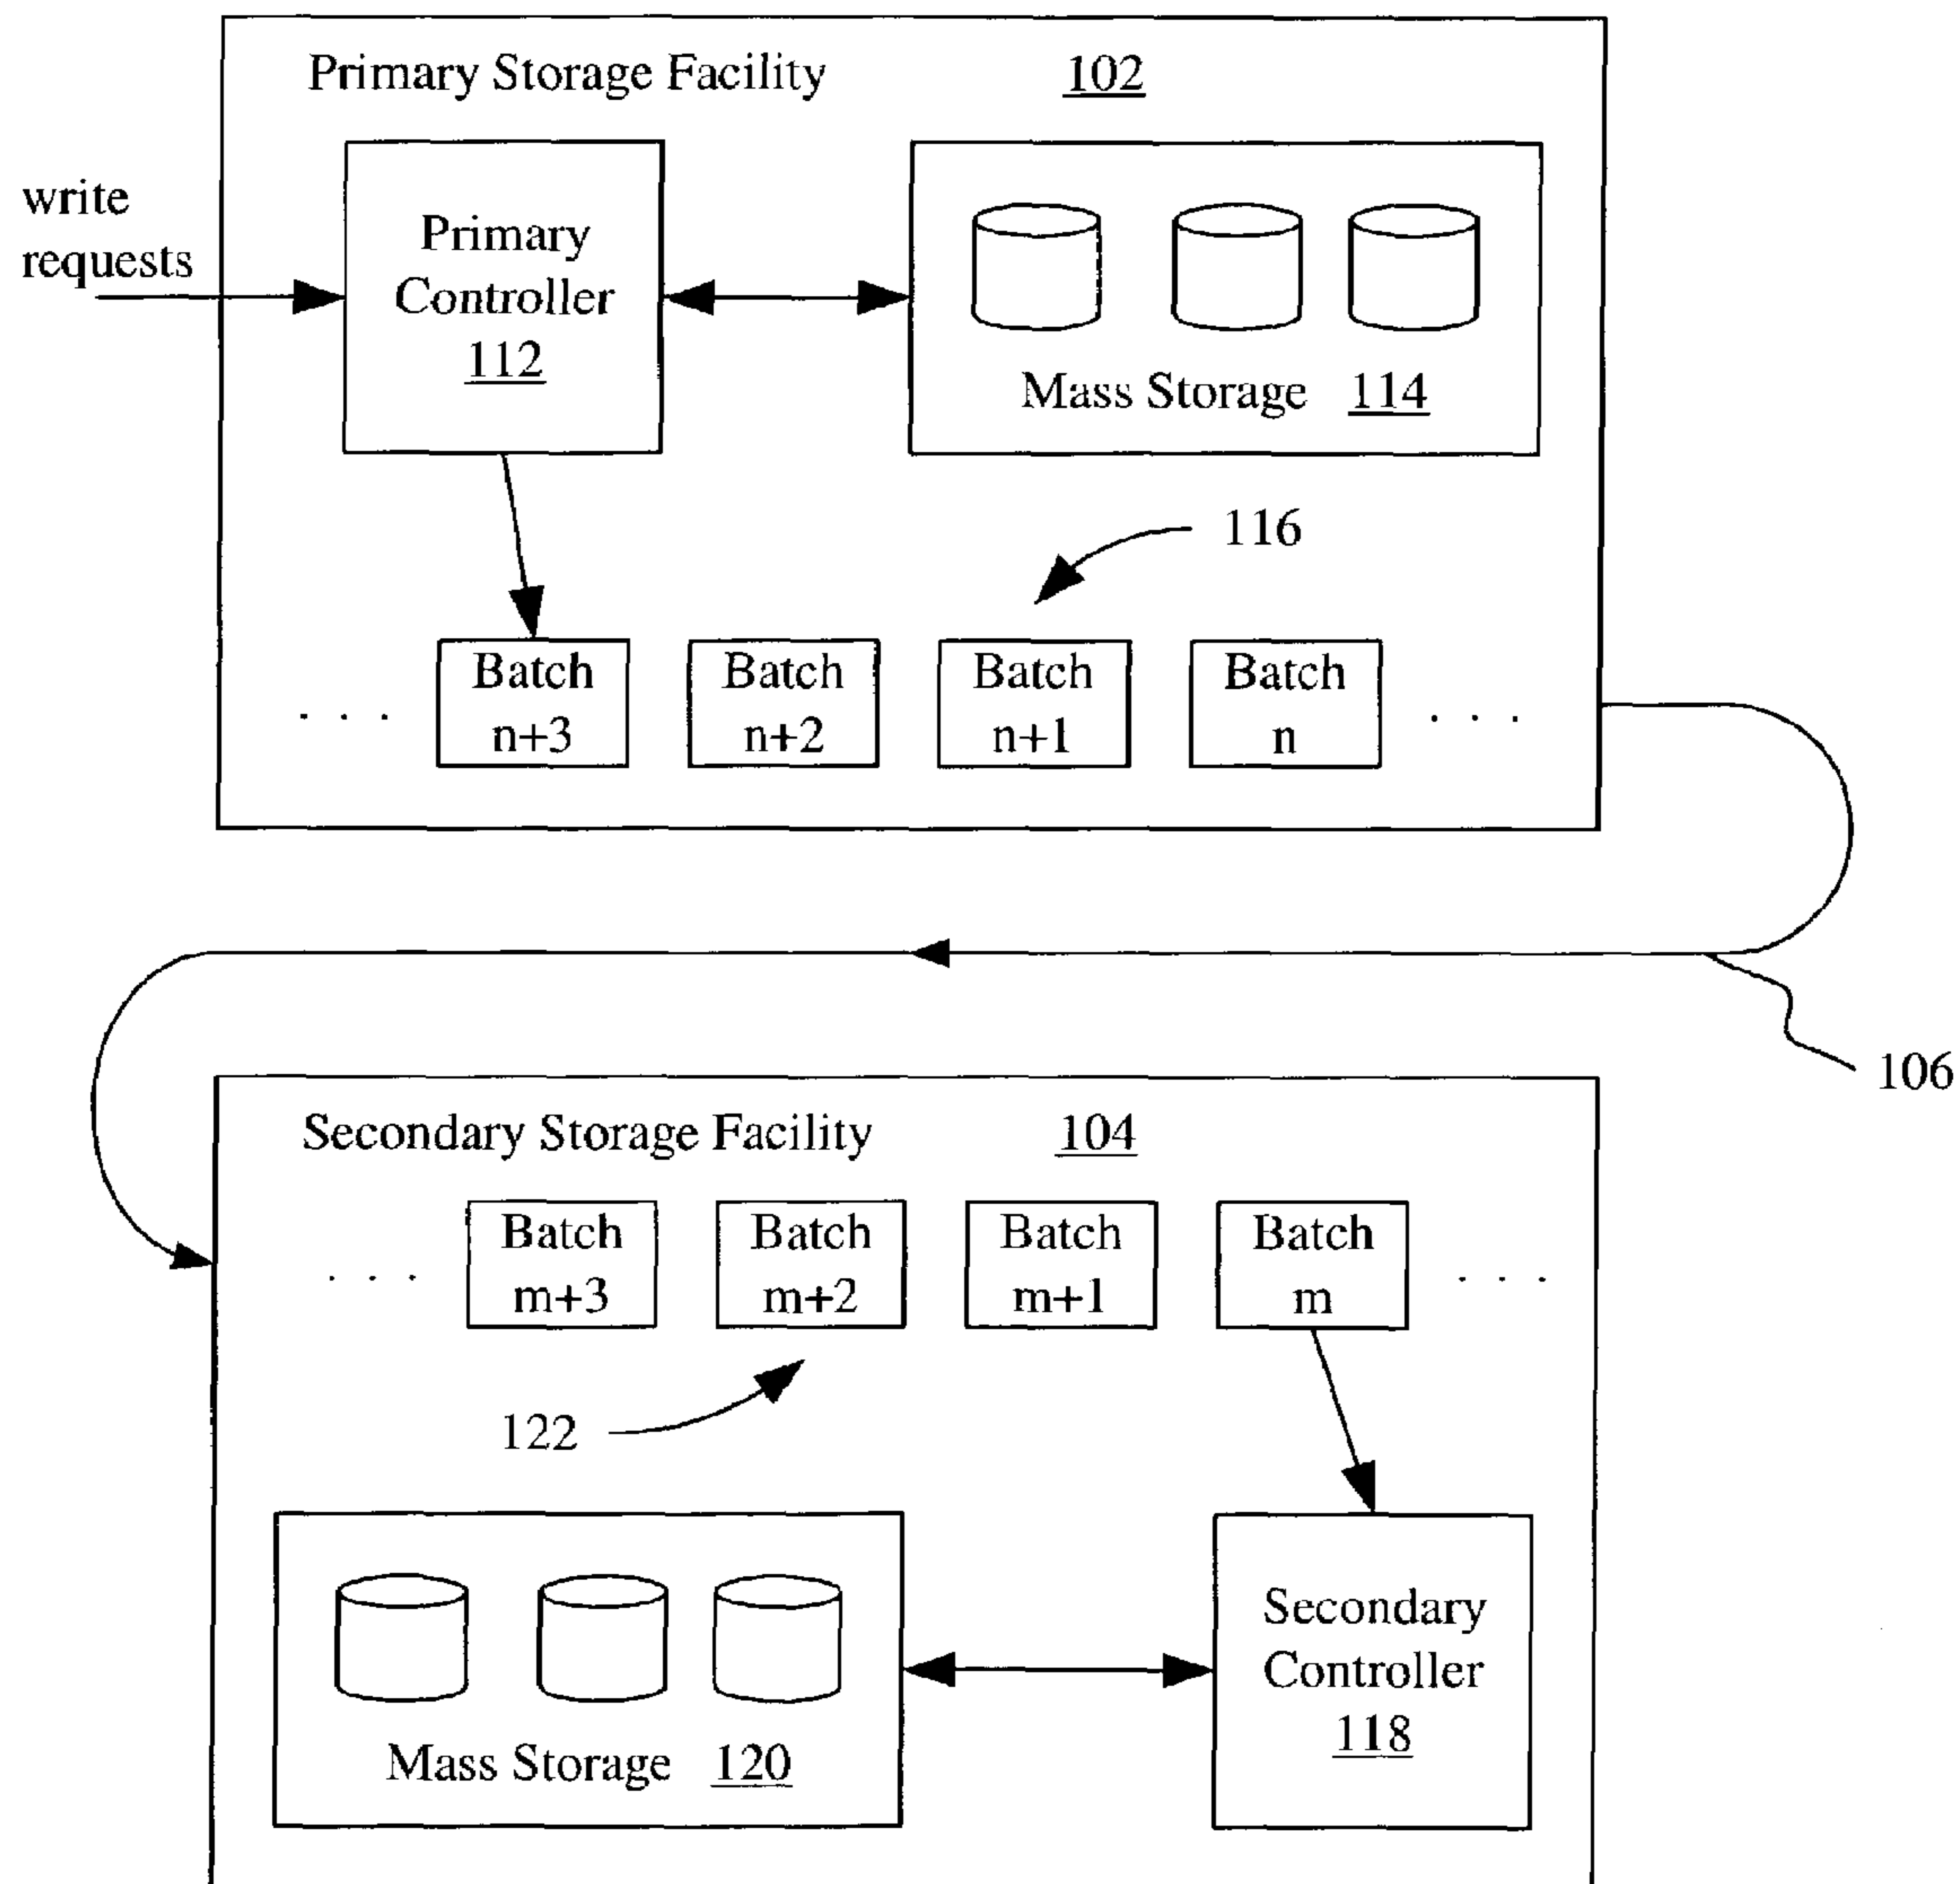 Primary Storage Facility 102
write
requests
Primary
Controller
112
Mass Storage 114
116
Batch
n+3
Batch
n+2
Batch
n+1
Batch
n
. . .
. . .
106
Secondary Storage Facility 104
. . .
Batch
m+3
Batch
m+2
Batch
m+1
Batch
m
. . .
122
Mass Storage 120
Secondary
Controller
118